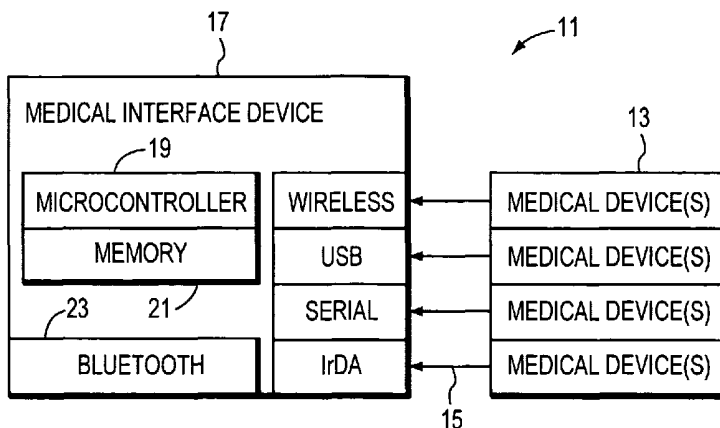 17
11
MEDICAL INTERFACE DEVICE
19
13
MICROCONTROLLER
WIRELESS
MEDICAL DEVICE(S)
MEMORY
USB
MEDICAL DEVICE(S)
23
21
SERIAL
MEDICAL DEVICE(S)
BLUETOOTH
IrDA
MEDICAL DEVICE(S)
15